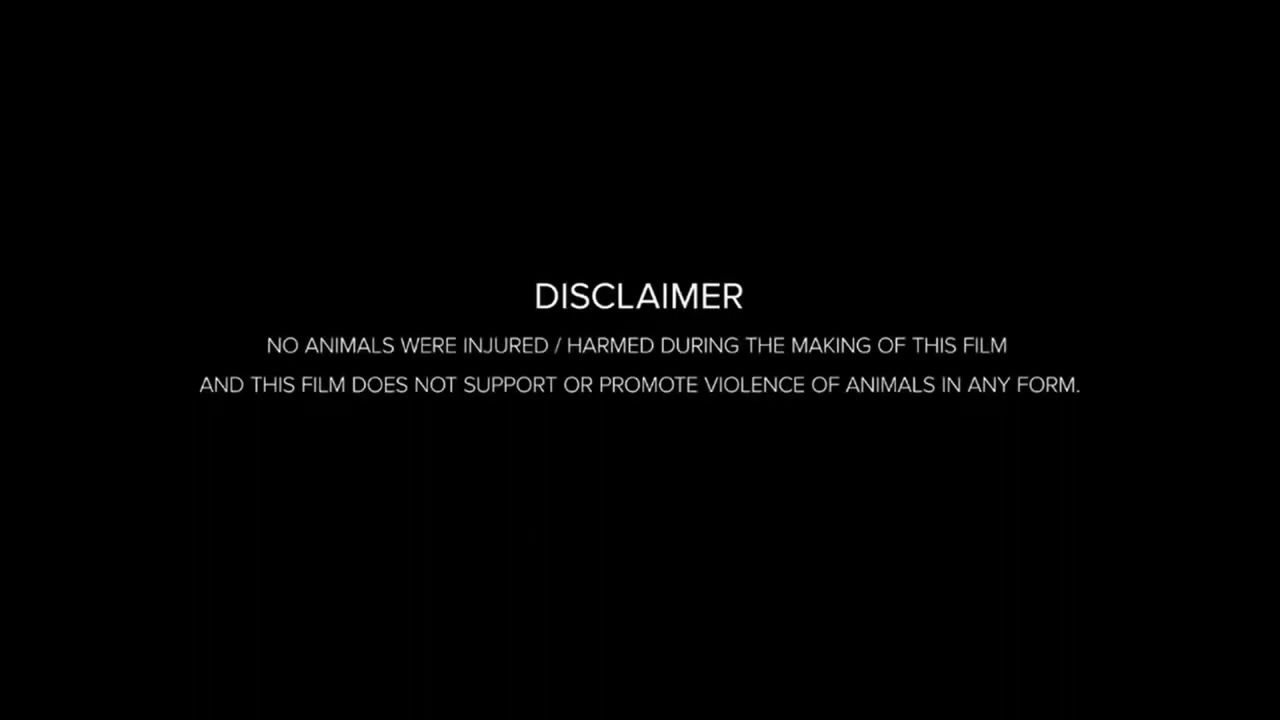 DISCLAIMER
NO ANIMALS WERE INJURED / HARMED DURING THE MAKING OF THIS FILM
AND THIS FILM DOES NOT SUPPORT OR PROMOTE VIOLENCE OF ANIMALS IN ANY FORM.